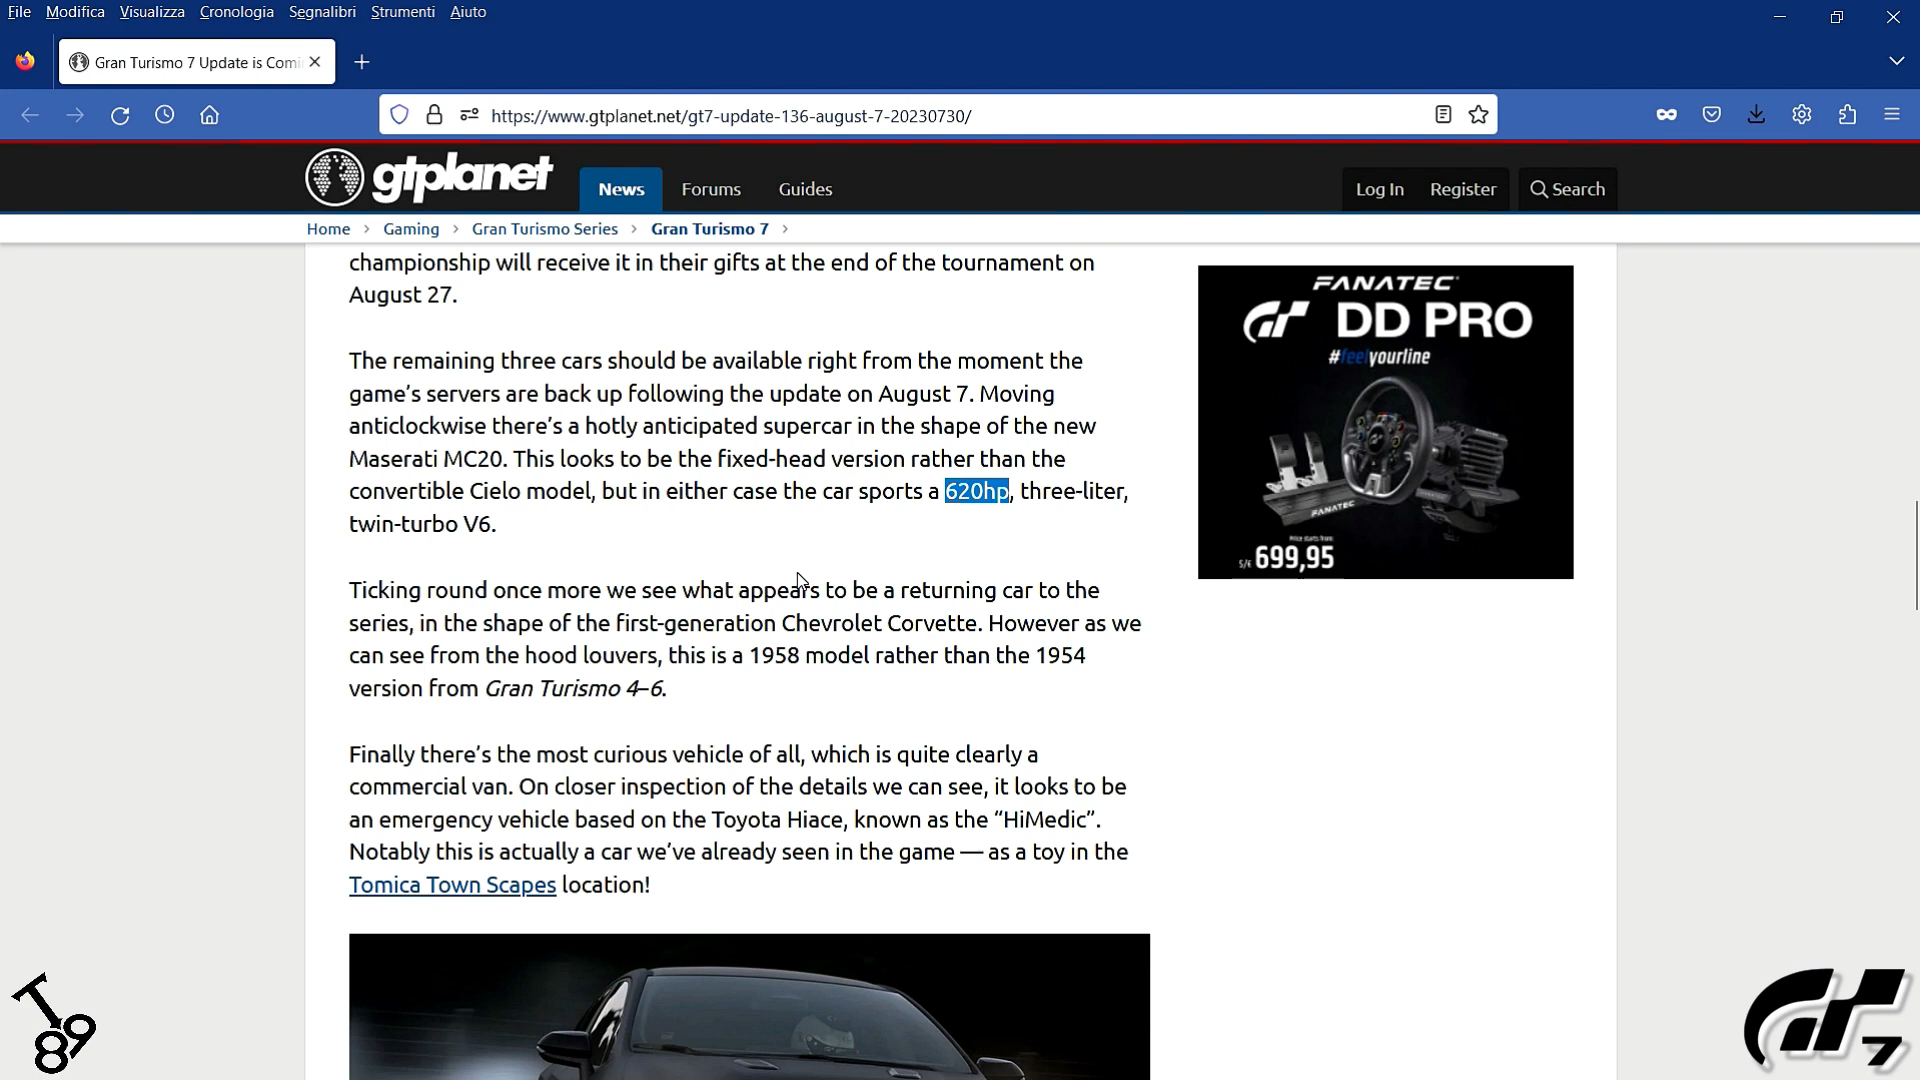 File Modifica Visualizza Cronologia Segnalibri Strumenti Aiuto
Gran Turismo 7 Update is Comi
https://www.gtplanet.net/gt7-update-136-august-7-20230730/
gtplanet News Forums Guides Log In Register Search
Home > Gaming > Gran Turismo Series > Gran Turismo 7 >
championship will receive it in their gifts at the end of the tournament on
August 27.
The remaining three cars should be available right from the moment the
game’s servers are back up following the update on August 7. Moving
anticlockwise there’s a hotly anticipated supercar in the shape of the new
Maserati MC20. This looks to be the fixed-head version rather than the
convertible Cielo model, but in either case the car sports a 620hp, three-liter,
twin-turbo V6.
Ticking round once more we see what appears to be a returning car to the
series, in the shape of the first-generation Chevrolet Corvette. However as we
can see from the hood louvers, this is a 1958 model rather than the 1954
version from Gran Turismo 4–6.
Finally there’s the most curious vehicle of all, which is quite clearly a
commercial van. On closer inspection of the details we can see, it looks to be
an emergency vehicle based on the Toyota Hiace, known as the “HiMedic”.
Notably this is actually a car we’ve already seen in the game — as a toy in the
Tomica Town Scapes location!
FANATEC
GT DD PRO
#feelyourline
FANATEC
Price starts from:
$/€ 699,95
T
89
GT 7